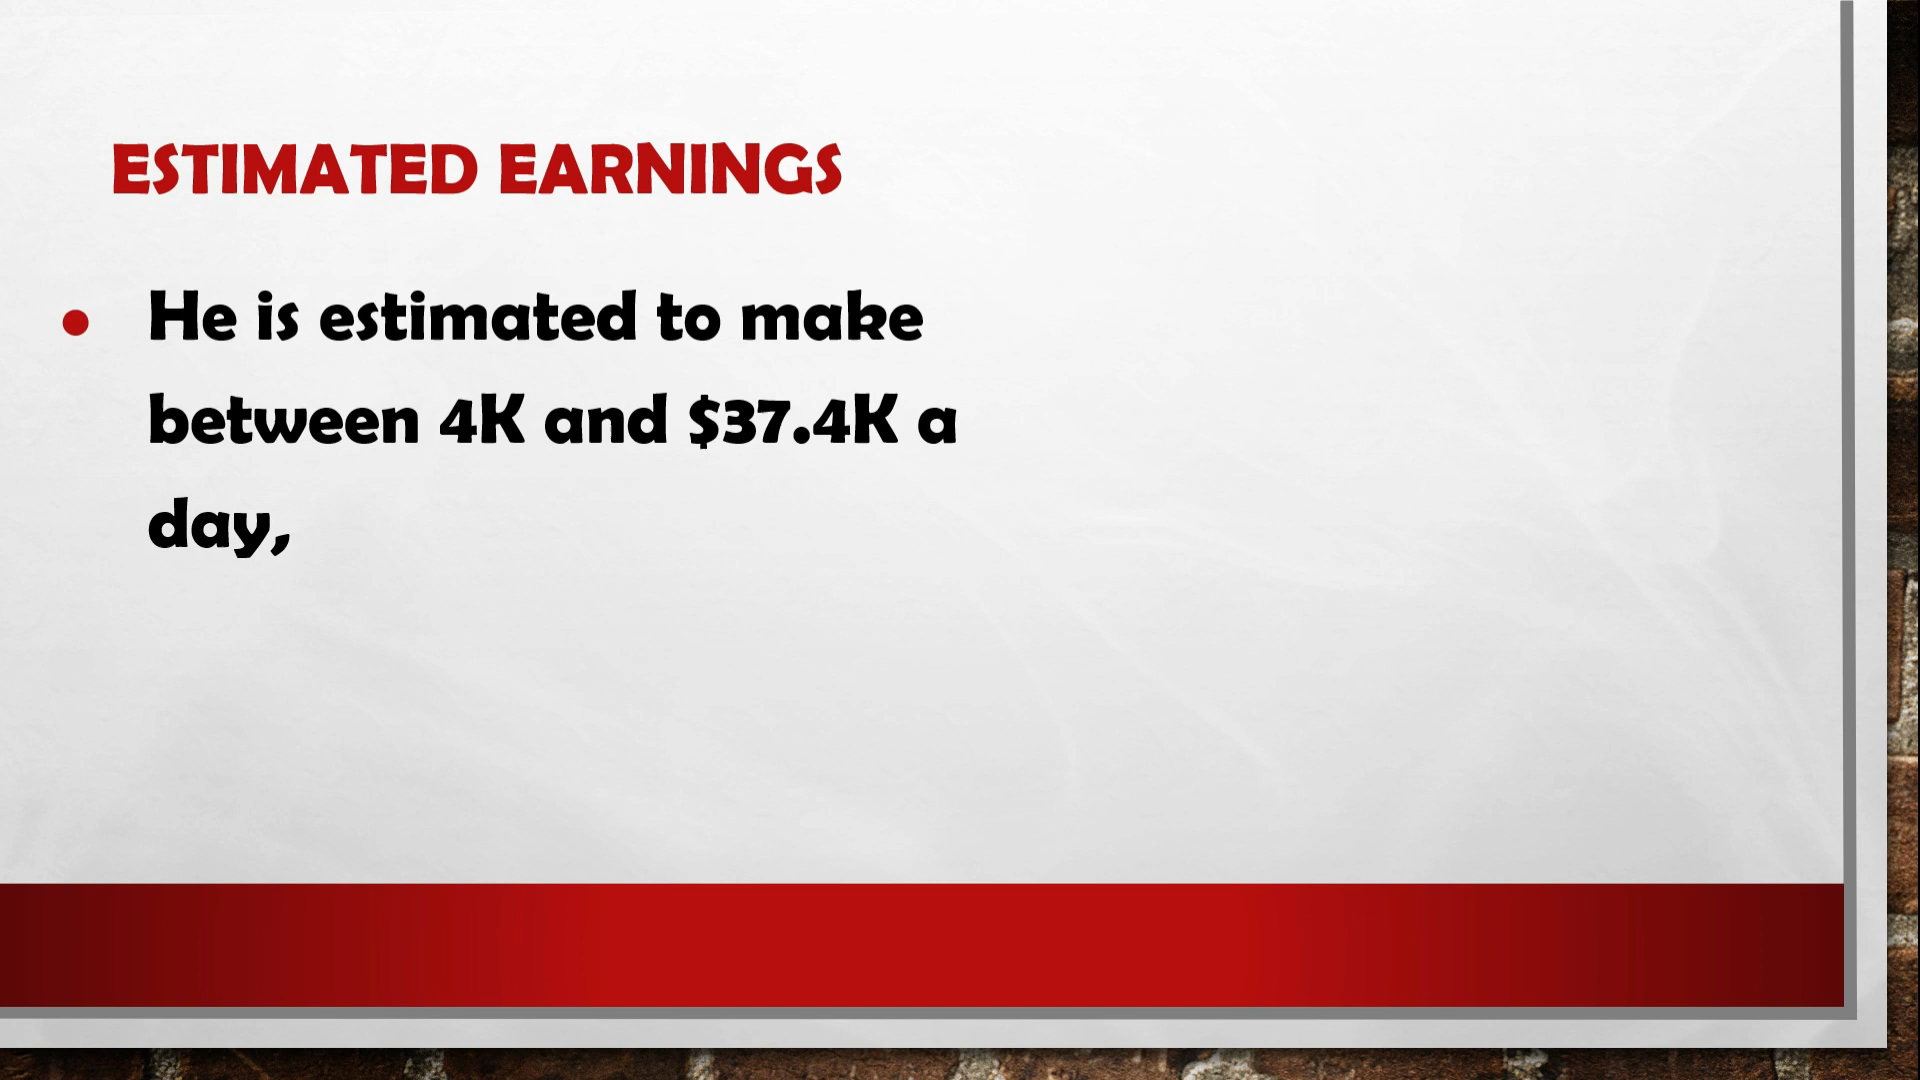 ESTIMATED EARNINGS
• He is estimated to make
between 4K and $37.4K a
day,